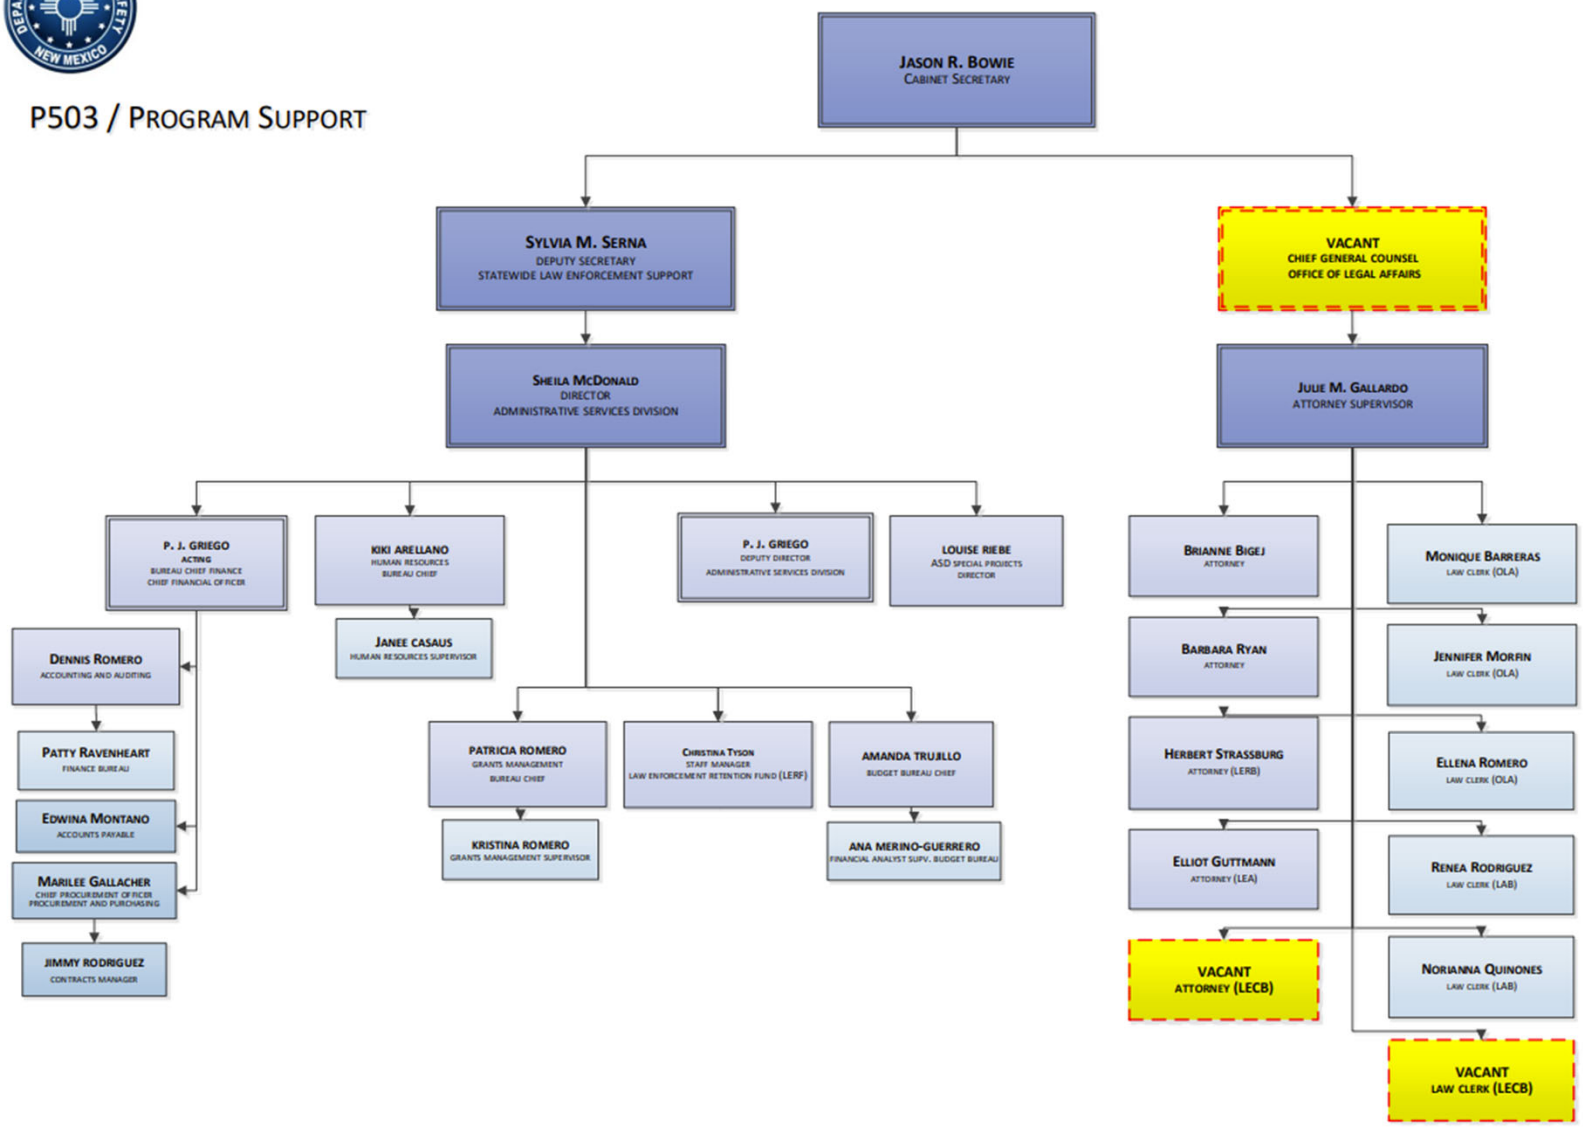 NEW MEXICO
P503 / PROGRAM SUPPORT
JASON R. BOWIE
CABINET SECRETARY
SYLVIA M. SERNA
DEPUTY SECRETARY
STATEWIDE LAW ENFORCEMENT SUPPORT
VACANT
CHIEF GENERAL COUNSEL
OFFICE OF LEGAL AFFAIRS
SHEILA MCDONALD
DIRECTOR
ADMINISTRATIVE SERVICES DIVISION
JULIE M. GALLARDO
ATTORNEY SUPERVISOR
P. J. GRIEGO
ACTING
BUREAU CHIEF FINANCE
CHIEF FINANCIAL OFFICER
KIKI ARELLANO
HUMAN RESOURCES
BUREAU CHIEF
P. J. GRIEGO
DEPUTY DIRECTOR
ADMINISTRATIVE SERVICES DIVISION
LOUISE RIEBE
ASD SPECIAL PROJECTS
DIRECTOR
JANEE CASAUS
HUMAN RESOURCES SUPERVISOR
DENNIS ROMERO
ACCOUNTING AND AUDITING
PATTY RAVENHEART
FINANCE BUREAU
EDWINA MONTANO
ACCOUNTS PAYABLE
MARILEE GALLACHER
CHIEF PROCUREMENT OFFICER
PROCUREMENT AND PURCHASING
JIMMY RODRIGUEZ
CONTRACTS MANAGER
PATRICIA ROMERO
GRANTS MANAGEMENT
BUREAU CHIEF
CHRISTINA TYSON
STAFF MANAGER
LAW ENFORCEMENT RETENTION FUND (LERF)
AMANDA TRUJILLO
BUDGET BUREAU CHIEF
KRISTINA ROMERO
GRANTS MANAGEMENT SUPERVISOR
ANA MERINO-GUERRERO
FINANCIAL ANALYST SUPV. BUDGET BUREAU
BRIANNE BIGEJ
ATTORNEY
MONIQUE BARRERAS
LAW CLERK (OLA)
BARBARA RYAN
ATTORNEY
JENNIFER MORFIN
LAW CLERK (OLA)
HERBERT STRASSBURG
ATTORNEY (LERB)
ELLENA ROMERO
LAW CLERK (OLA)
ELLIOT GUTTMANN
ATTORNEY (LEA)
RENEA RODRIGUEZ
LAW CLERK (LAB)
VACANT
ATTORNEY (LECB)
NORIANNA QUINONES
LAW CLERK (LAB)
VACANT
LAW CLERK (LECB)